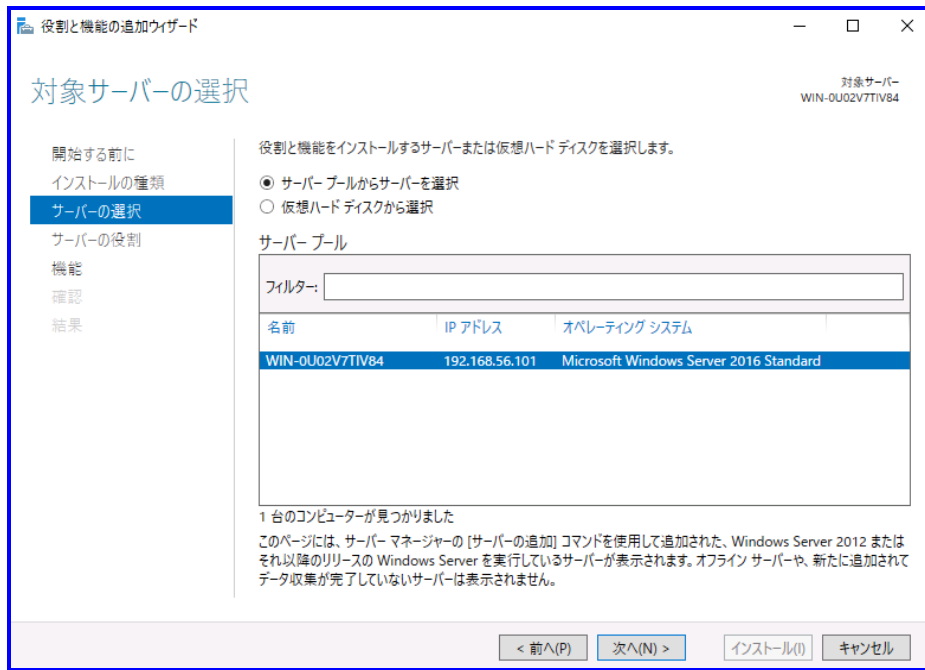 役割と機能の追加ウィザード
対象サーバーの選択
対象サーバー
WIN-0U02V7TIV84
開始する前に
インストールの種類
サーバーの選択
サーバーの役割
機能
確認
結果
役割と機能をインストールするサーバーまたは仮想ハード ディスクを選択します。
サーバー プールからサーバーを選択
仮想ハード ディスクから選択
サーバー プール
フィルター:
名前 IP アドレス オペレーティング システム
WIN-0U02V7TIV84 192.168.56.101 Microsoft Windows Server 2016 Standard
1 台のコンピューターが見つかりました
このページには、サーバー マネージャーの [サーバーの追加] コマンドを使用して追加された、Windows Server 2012 または
それ以降のリリースの Windows Server を実行しているサーバーが表示されます。オフライン サーバーや、新たに追加されて
データ収集が完了していないサーバーは表示されません。
< 前へ(P) 次へ(N) > インストール(I) キャンセル